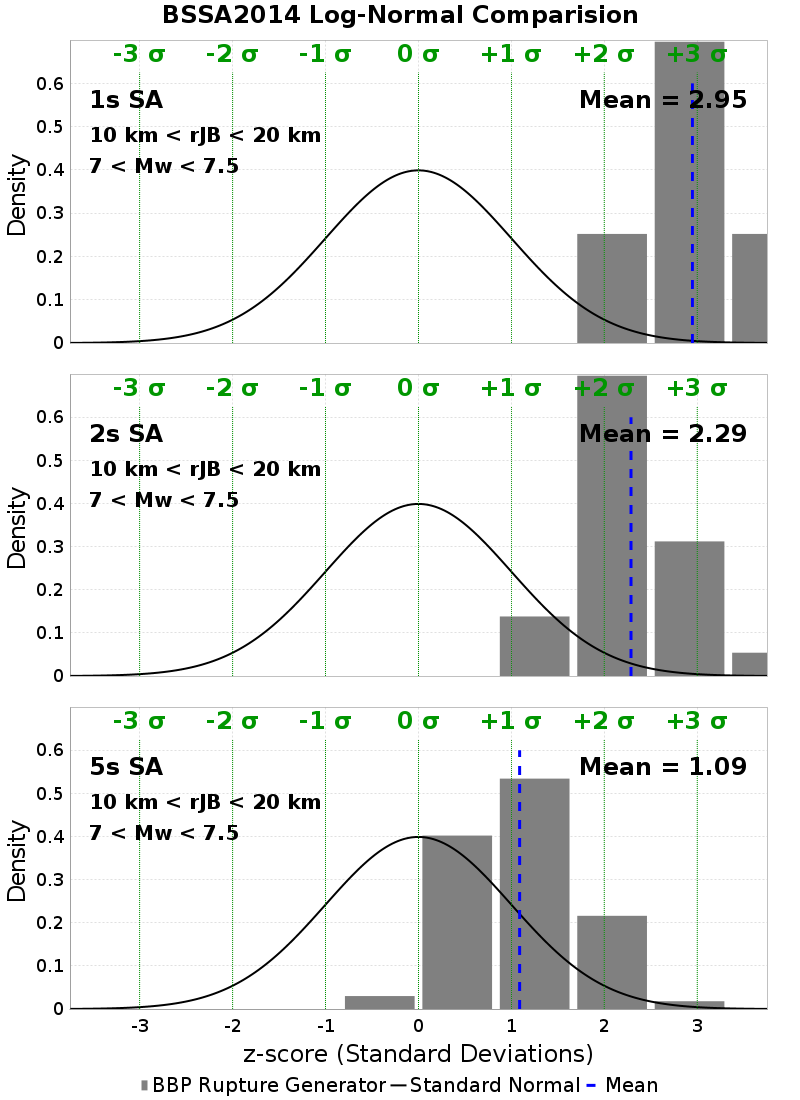 BSSA2014 Log-Normal Comparision
-3 σ -2 σ -1 σ 0 σ +1 σ +2 σ +3 σ
1s SA Mean = 2.95
10 km < rJB < 20 km
7 < Mw < 7.5
Density
0.6
0.5
0.4
0.3
0.2
0.1
0
-3 σ -2 σ -1 σ 0 σ +1 σ +2 σ +3 σ
2s SA Mean = 2.29
10 km < rJB < 20 km
7 < Mw < 7.5
Density
0.6
0.5
0.4
0.3
0.2
0.1
0
-3 σ -2 σ -1 σ 0 σ +1 σ +2 σ +3 σ
5s SA Mean = 1.09
10 km < rJB < 20 km
7 < Mw < 7.5
Density
0.6
0.5
0.4
0.3
0.2
0.1
0
-3 -2 -1 0 1 2 3
z-score (Standard Deviations)
BBP Rupture Generator Standard Normal Mean